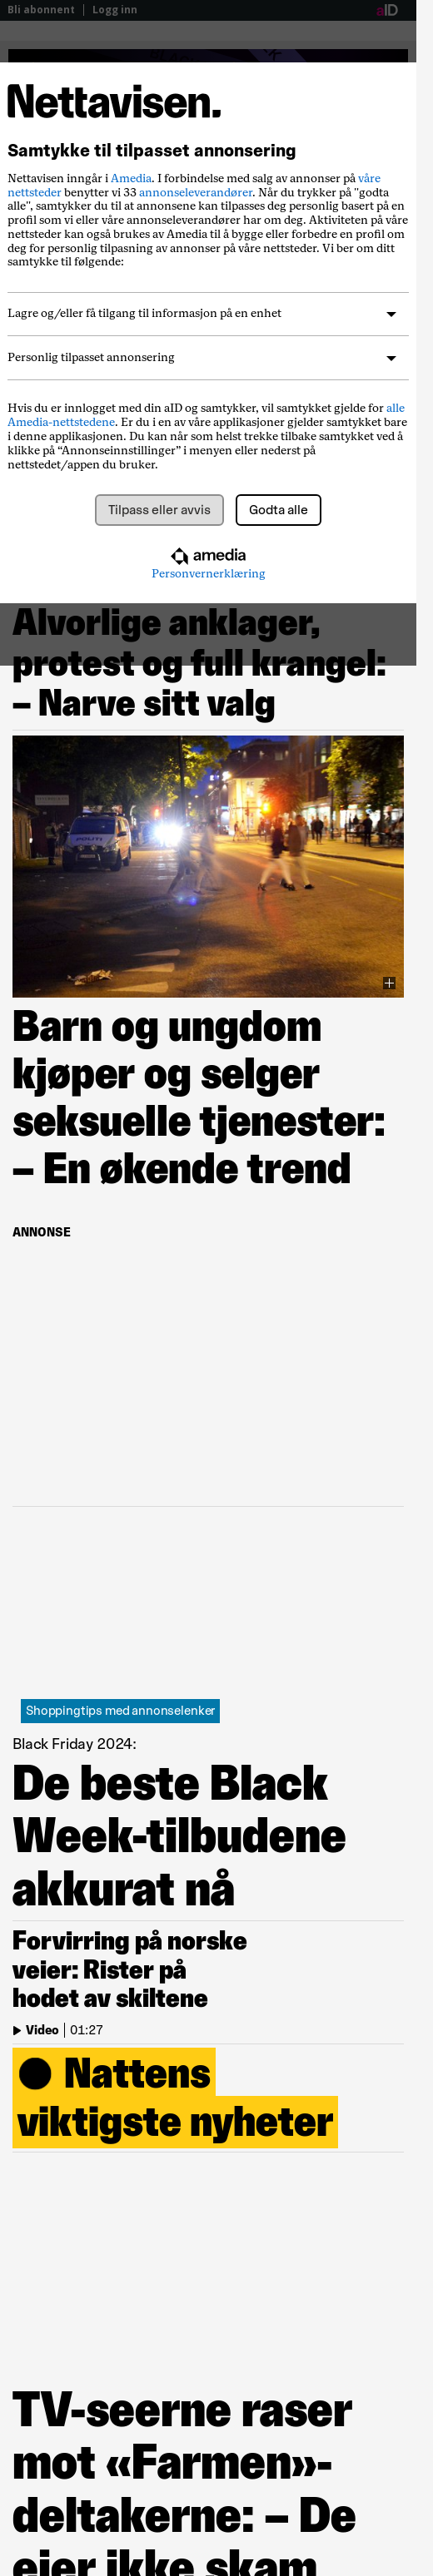 Bli abonnent | Logg inn
aID
Nettavisen.
Samtykke til tilpasset annonsering
Nettavisen inngår i Amedia. I forbindelse med salg av annonser på våre
nettsteder benytter vi 33 annonseleverandører. Når du trykker på "godta
alle", samtykker du til at annonsene kan tilpasses deg personlig basert på en
profil som vi eller våre annonseleverandører har om deg. Aktiviteten på våre
nettsteder kan også brukes av Amedia til å bygge eller forbedre en profil om
deg for personlig tilpasning av annonser på våre nettsteder. Vi ber om ditt
samtykke til følgende:
Lagre og/eller få tilgang til informasjon på en enhet
Personlig tilpasset annonsering
Hvis du er innlogget med din aID og samtykker, vil samtykket gjelde for alle
Amedia-nettstedene. Er du i en av våre applikasjoner gjelder samtykket bare
i denne applikasjonen. Du kan når som helst trekke tilbake samtykket ved å
klikke på “Annonseinnstillinger” i menyen eller nederst på
nettstedet/appen du bruker.
Tilpass eller avvis
Godta alle
amedia
Personvernerklæring
Alvorlige anklager,
protest og full krangel:
– Narve sitt valg
POLITI
Barn og ungdom
kjøper og selger
seksuelle tjenester:
– En økende trend
ANNONSE
Shoppingtips med annonselenker
Black Friday 2024:
De beste Black
Week-tilbudene
akkurat nå
Forvirring på norske
veier: Rister på
hodet av skiltene
Video | 01:27
Nattens
viktigste nyheter
TV-seerne raser
mot «Farmen»-
deltakerne: – De
eier ikke skam